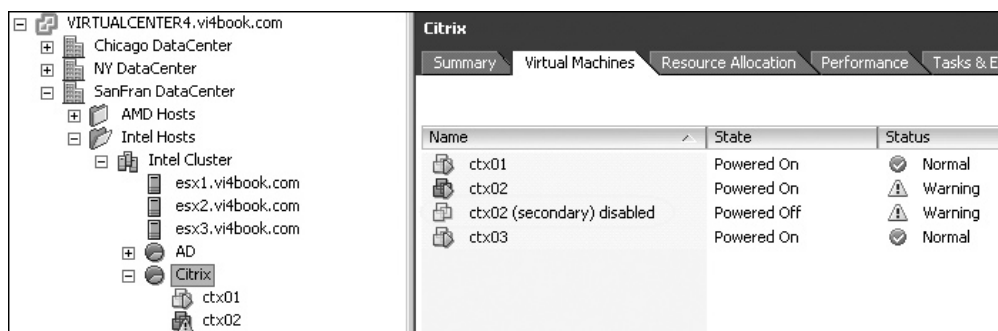 VIRTUALCENTER4.vi4book.com
Chicago DataCenter
NY DataCenter
SanFran DataCenter
AMD Hosts
Intel Hosts
Intel Cluster
esx1.vi4book.com
esx2.vi4book.com
esx3.vi4book.com
AD
Citrix
ctx01
ctx02
Citrix
Summary Virtual Machines Resource Allocation Performance Tasks & E
Name State Status
ctx01 Powered On Normal
ctx02 Powered On Warning
ctx02 (secondary) disabled Powered Off Warning
ctx03 Powered On Normal